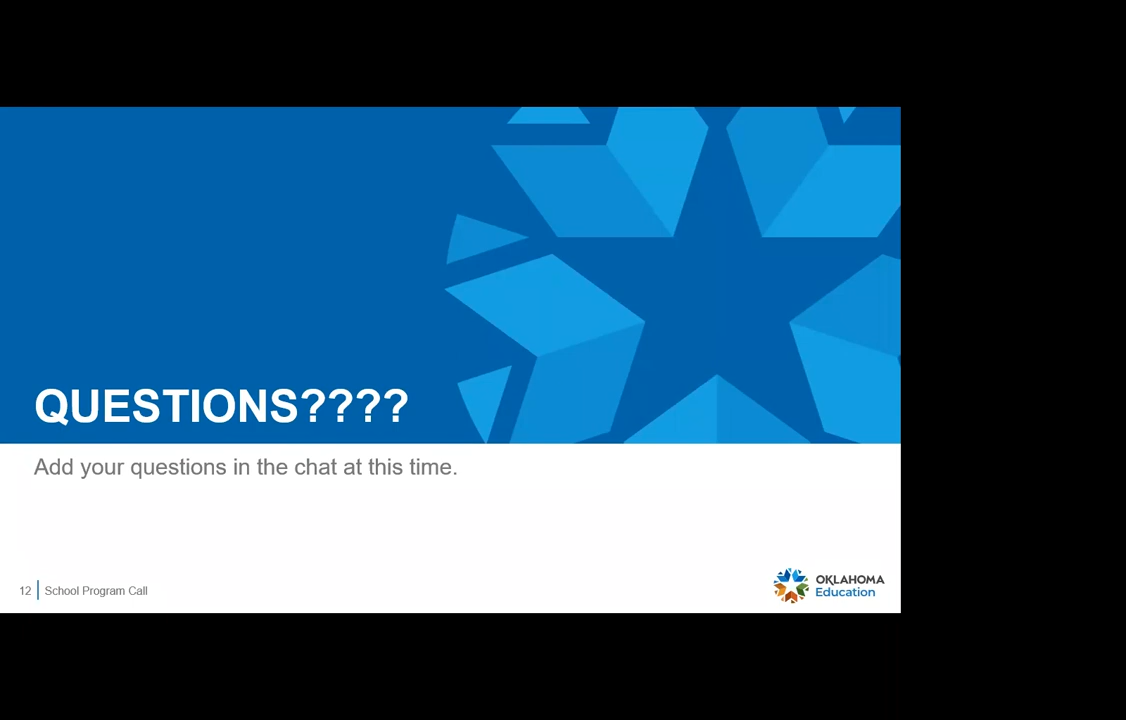 QUESTIONS????
Add your questions in the chat at this time.
12
School Program Call
OKLAHOMA
Education